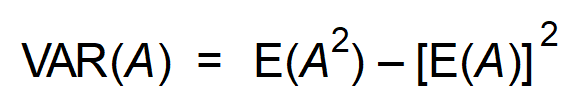 VAR(A) = E(A²) – [E(A)]²